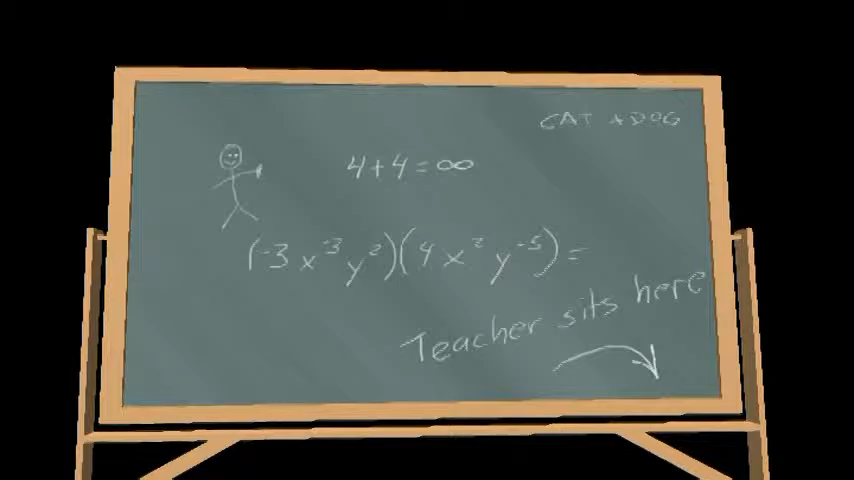 CAT + DOG
4+4=∞
(-3x⁻³y²)(4x²y⁻⁵)=
Teacher sits here